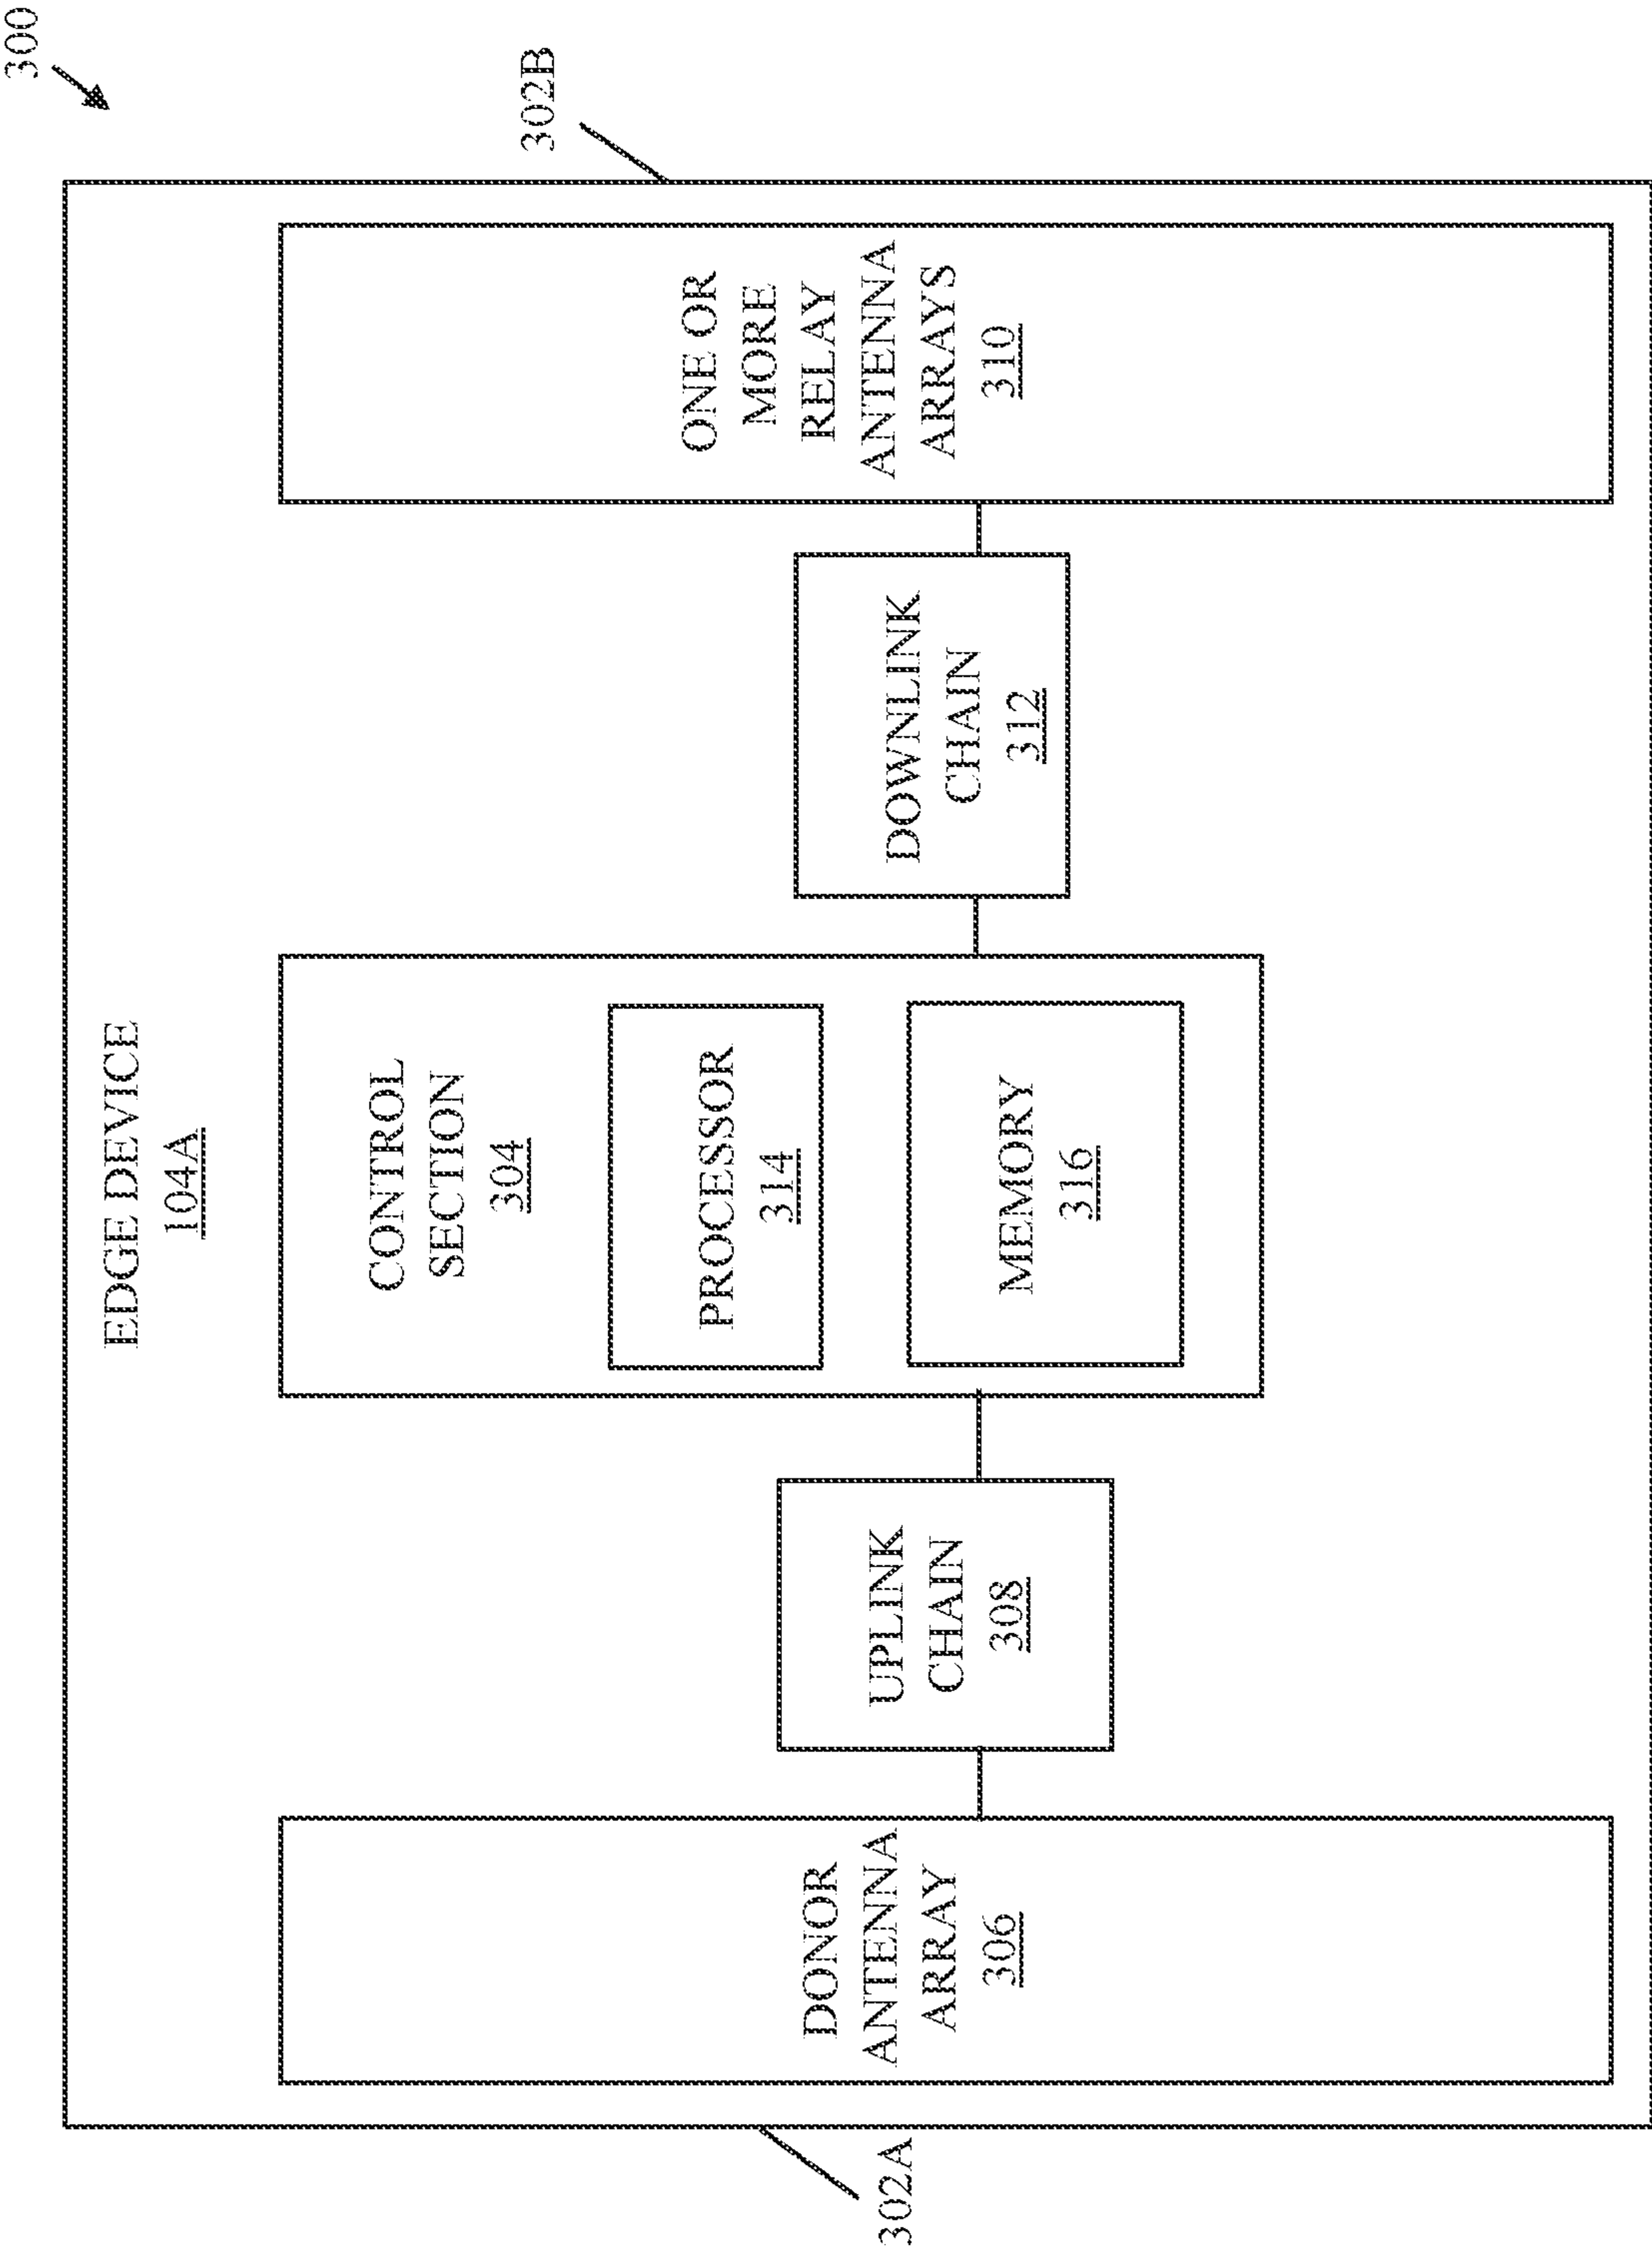 300
EDGE DEVICE
104A
302A
302B
DONOR
ANTENNA
ARRAY
306
UPLINK
CHAIN
308
CONTROL
SECTION
304
PROCESSOR
314
MEMORY
316
DOWNLINK
CHAIN
312
ONE OR
MORE
RELAY
ANTENNA
ARRAYS
310